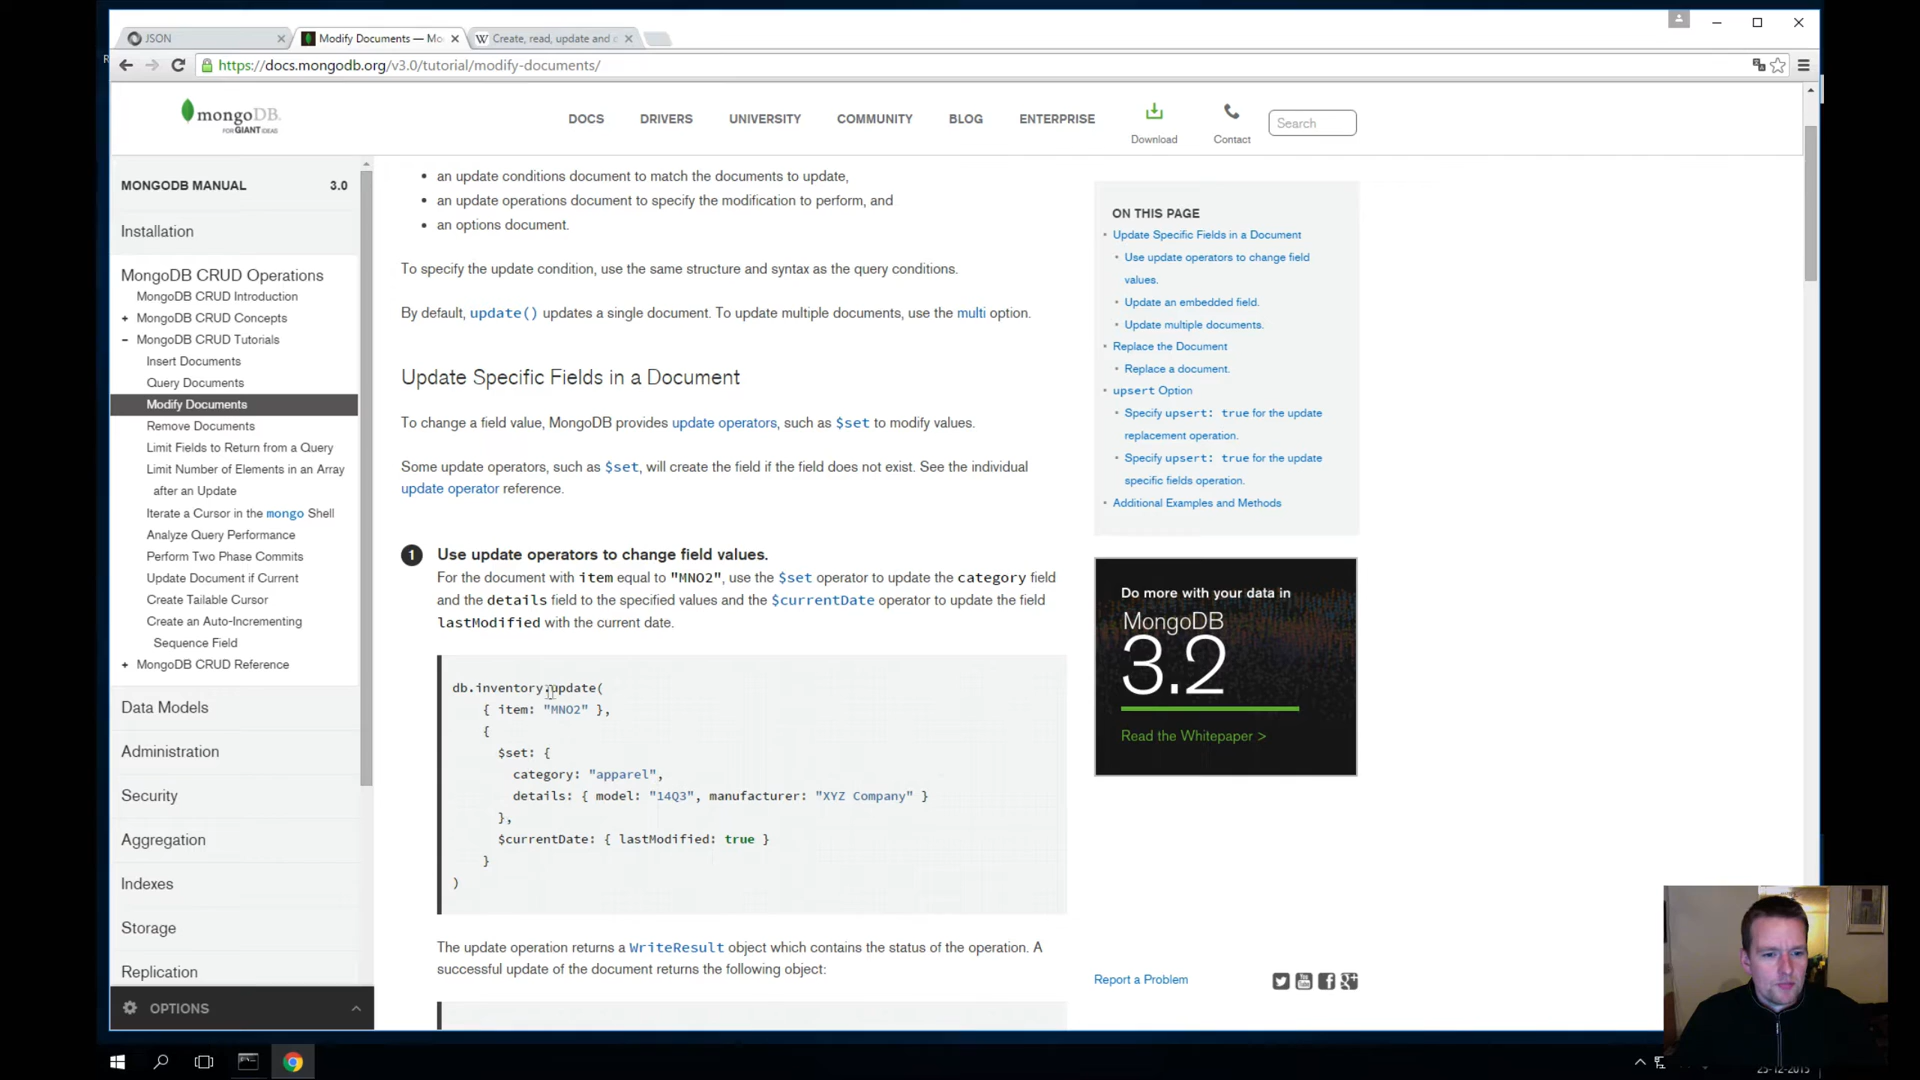 JSON
Modify Documents — Mo
Create, read, update and
https://docs.mongodb.org/v3.0/tutorial/modify-documents/
mongoDB.
FOR GIANT IDEAS
DOCS
DRIVERS
UNIVERSITY
COMMUNITY
BLOG
ENTERPRISE
Download
Contact
Search
MONGODB MANUAL 3.0
Installation
MongoDB CRUD Operations
MongoDB CRUD Introduction
+ MongoDB CRUD Concepts
− MongoDB CRUD Tutorials
Insert Documents
Query Documents
Modify Documents
Remove Documents
Limit Fields to Return from a Query
Limit Number of Elements in an Array
after an Update
Iterate a Cursor in the mongo Shell
Analyze Query Performance
Perform Two Phase Commits
Update Document if Current
Create Tailable Cursor
Create an Auto-Incrementing
Sequence Field
+ MongoDB CRUD Reference
Data Models
Administration
Security
Aggregation
Indexes
Storage
Replication
OPTIONS
• an update conditions document to match the documents to update,
• an update operations document to specify the modification to perform, and
• an options document.
To specify the update condition, use the same structure and syntax as the query conditions.
By default, update() updates a single document. To update multiple documents, use the multi option.
Update Specific Fields in a Document
To change a field value, MongoDB provides update operators, such as $set to modify values.
Some update operators, such as $set, will create the field if the field does not exist. See the individual
update operator reference.
1 Use update operators to change field values.
For the document with item equal to "MNO2", use the $set operator to update the category field
and the details field to the specified values and the $currentDate operator to update the field
lastModified with the current date.
db.inventory.update(
{ item: "MNO2" },
{
$set: {
category: "apparel",
details: { model: "14Q3", manufacturer: "XYZ Company" }
},
$currentDate: { lastModified: true }
}
)
The update operation returns a WriteResult object which contains the status of the operation. A
successful update of the document returns the following object:
ON THIS PAGE
• Update Specific Fields in a Document
• Use update operators to change field
values.
• Update an embedded field.
• Update multiple documents.
• Replace the Document
• Replace a document.
• upsert Option
• Specify upsert: true for the update
replacement operation.
• Specify upsert: true for the update
specific fields operation.
• Additional Examples and Methods
Do more with your data in
MongoDB
3.2
Read the Whitepaper >
Report a Problem